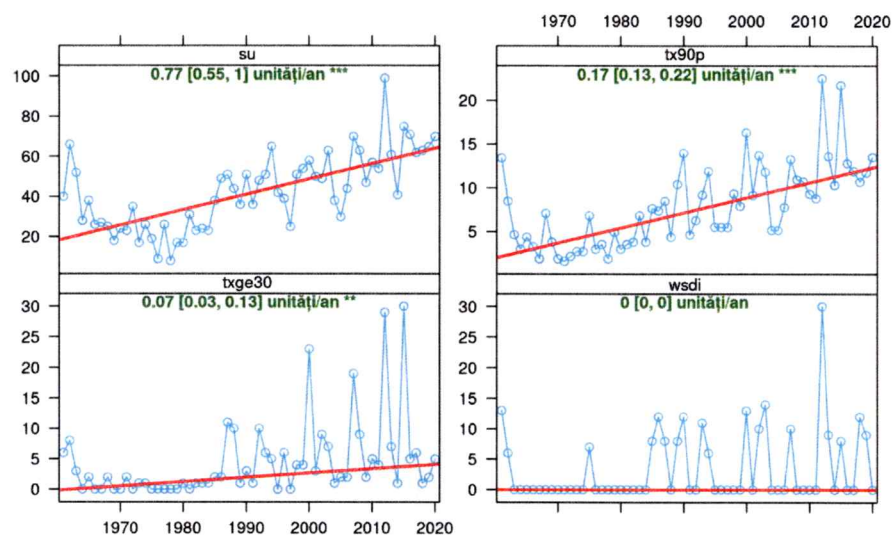 1970 1980 1990 2000 2010 2020
su
tx90p
0.77 [0.55, 1] unități/an ***
0.17 [0.13, 0.22] unități/an ***
100
80
60
40
20
20
15
10
5
txge30
wsdi
0.07 [0.03, 0.13] unități/an **
0 [0, 0] unități/an
30
25
20
15
10
5
0
30
25
20
15
10
5
0
1970 1980 1990 2000 2010 2020